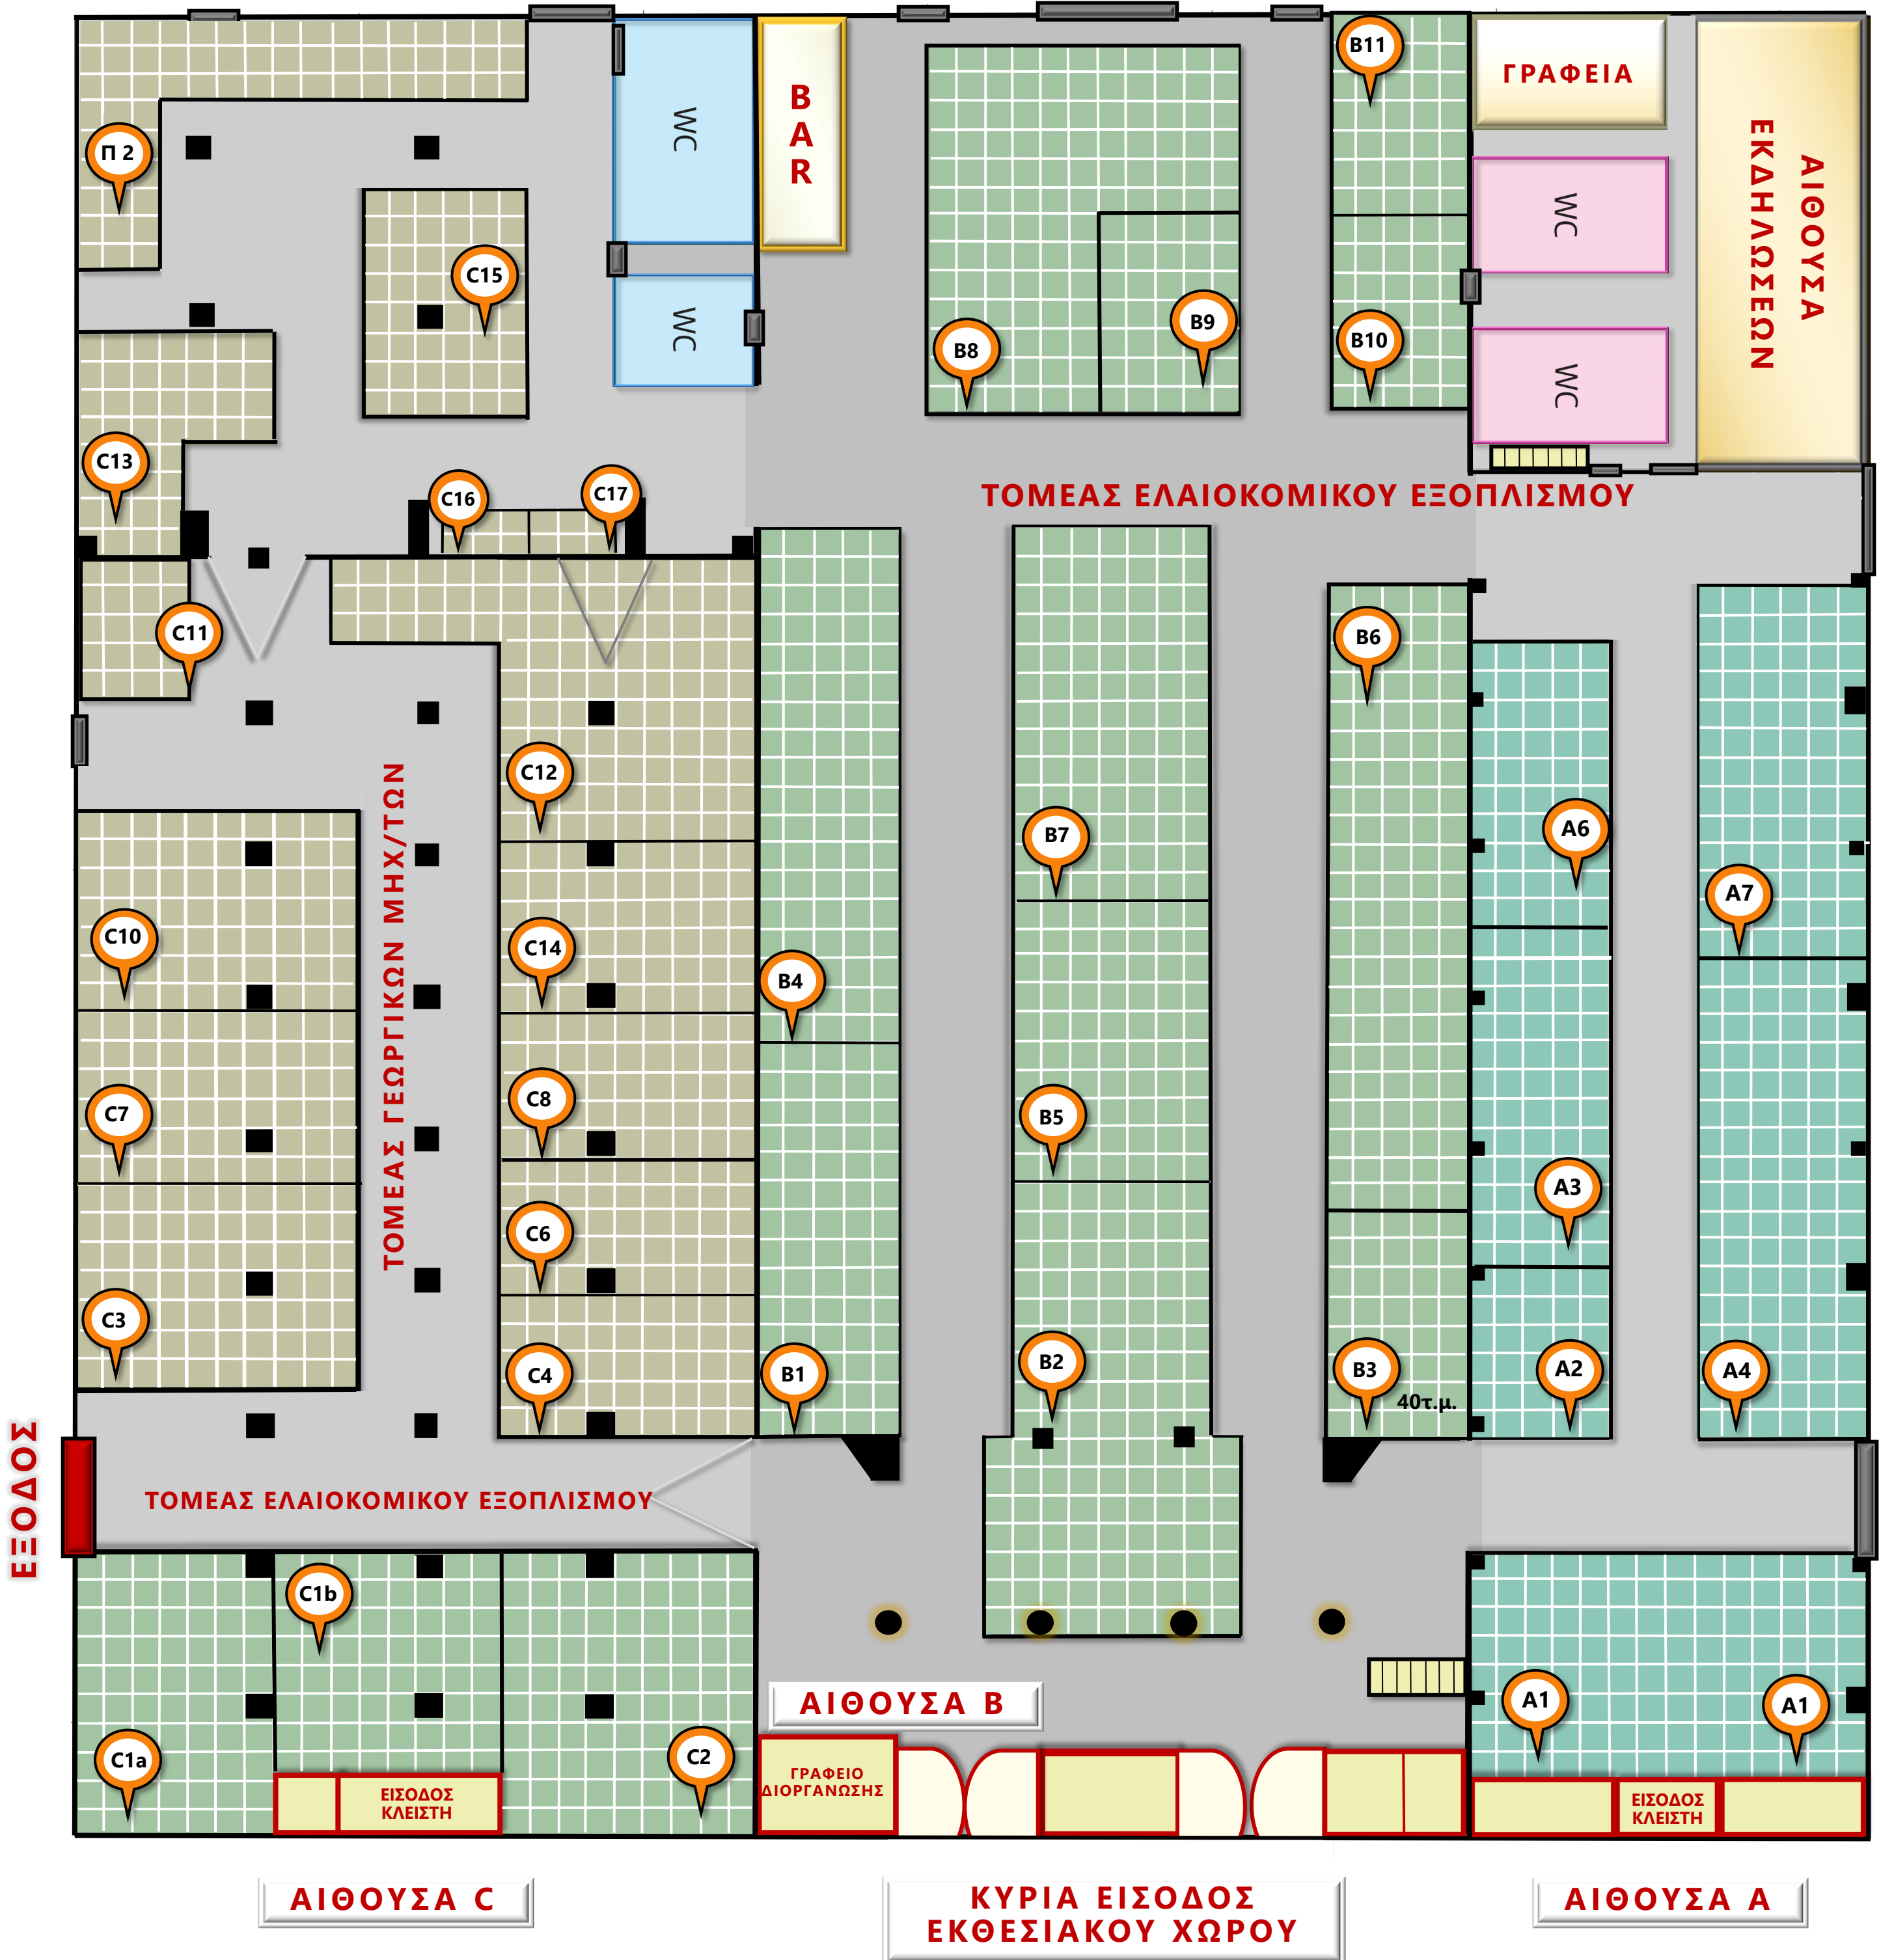 B11
ΓΡΑΦΕΙΑ
BAR
WC
Π 2
WC
ΑΙΘΟΥΣΑ
ΕΚΔΗΛΩΣΕΩΝ
C15
B9
WC
B10
B8
WC
C13
C16
C17
ΤΟΜΕΑΣ ΕΛΑΙΟΚΟΜΙΚΟΥ ΕΞΟΠΛΙΣΜΟΥ
C11
B6
C12
A6
B7
A7
C10
C14
B4
ΤΟΜΕΑΣ ΓΕΩΡΓΙΚΩΝ ΜΗΧ/ΤΩΝ
C8
C7
B5
A3
C6
C3
B2
C4
B1
B3
A2
A4
40τ.μ.
ΕΞΟΔΟΣ
ΤΟΜΕΑΣ ΕΛΑΙΟΚΟΜΙΚΟΥ ΕΞΟΠΛΙΣΜΟΥ
C1b
ΑΙΘΟΥΣΑ Β
A1
A1
C1a
C2
ΕΙΣΟΔΟΣ
ΚΛΕΙΣΤΗ
ΓΡΑΦΕΙΟ
ΔΙΟΡΓΑΝΩΣΗΣ
ΕΙΣΟΔΟΣ
ΚΛΕΙΣΤΗ
ΑΙΘΟΥΣΑ C
ΚΥΡΙΑ ΕΙΣΟΔΟΣ
ΕΚΘΕΣΙΑΚΟΥ ΧΩΡΟΥ
ΑΙΘΟΥΣΑ Α